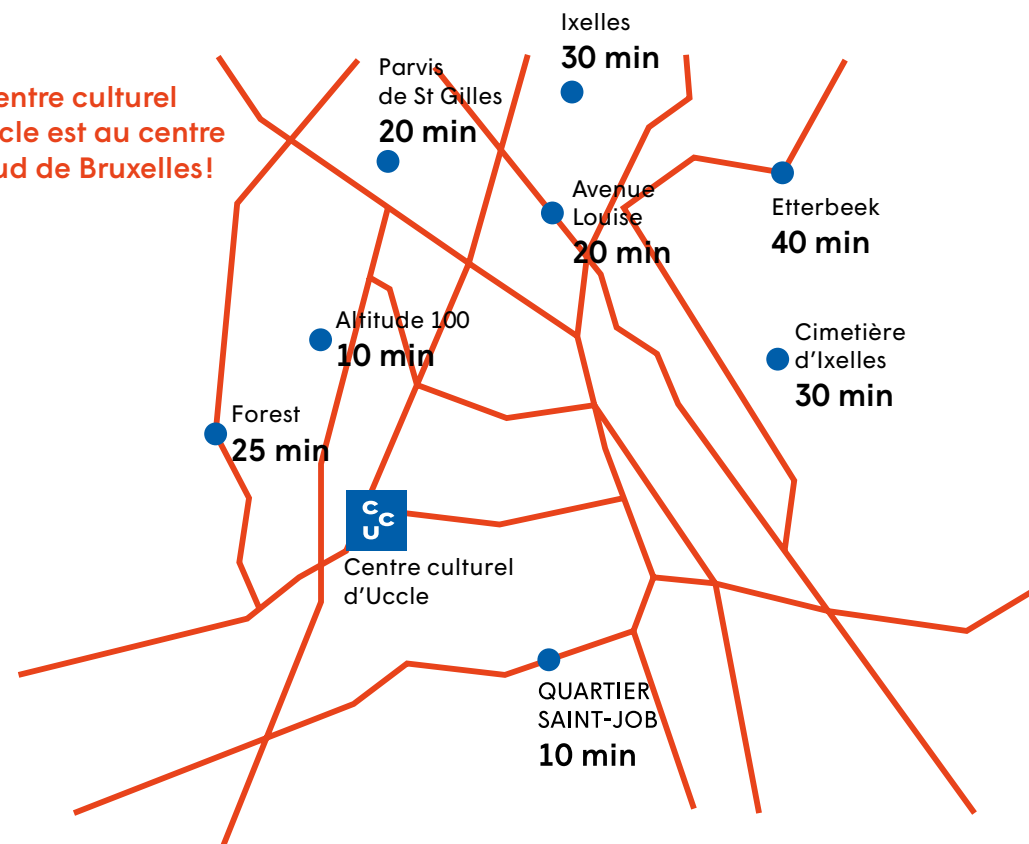 Ixelles
30 min
Parvis
de St Gilles
20 min
entre culturel
cle est au centre
ud de Bruxelles!
Avenue
Louise
20 min
Etterbeek
40 min
Altitude 100
10 min
Cimetière
d'Ixelles
30 min
Forest
25 min
CCU
Centre culturel
d'Uccle
QUARTIER
SAINT-JOB
10 min